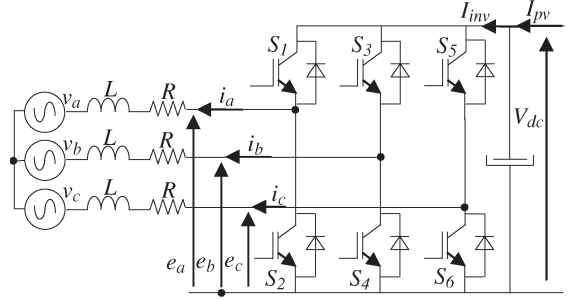 I_inv I_pv
S_1 S_3 S_5
v_a L R i_a
V_dc
v_b L R i_b
v_c L R i_c
e_a e_b e_c S_2 S_4 S_6